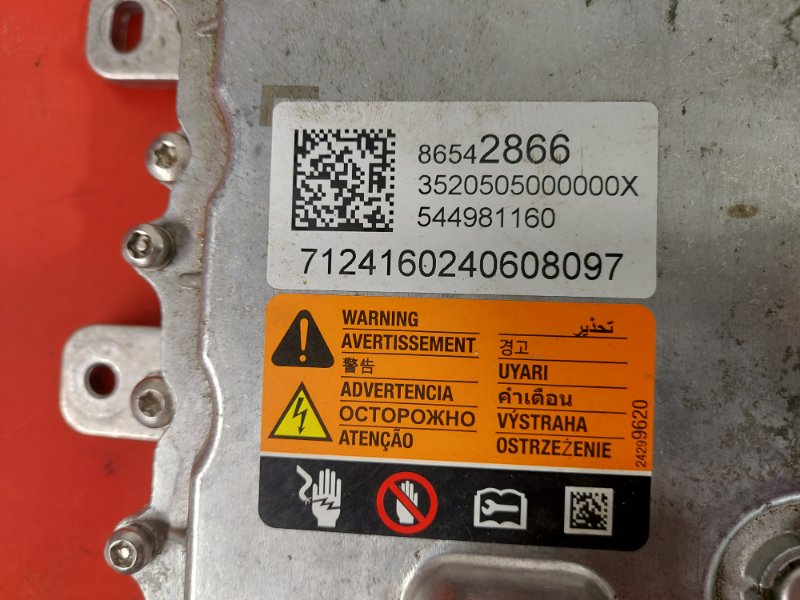 86542866
3520505000000X
544981160
7124160240608097
WARNING
AVERTISSEMENT
警告
ADVERTENCIA
ОСТОРОЖНО
ATENÇÃO
تحذير
경고
UYARI
คำเตือน
VÝSTRAHA
OSTRZEŻENIE
24299620